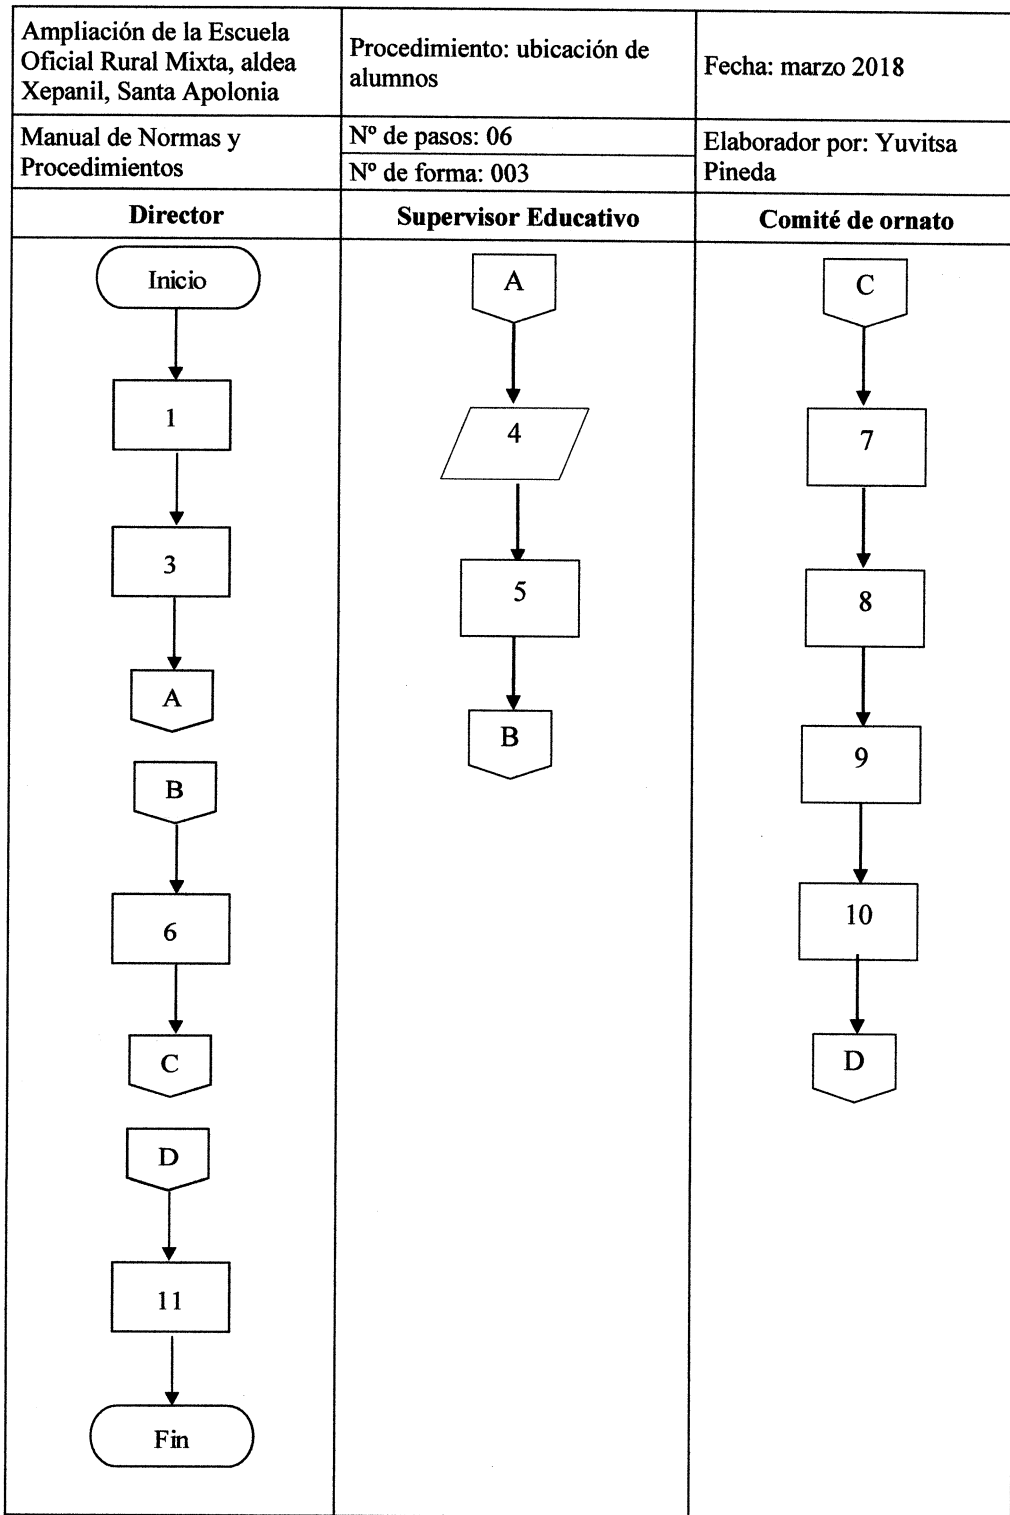 Ampliación de la Escuela
Oficial Rural Mixta, aldea
Xepanil, Santa Apolonia
Procedimiento: ubicación de
alumnos
Fecha: marzo 2018
Manual de Normas y
Procedimientos
Nº de pasos: 06
Nº de forma: 003
Elaborador por: Yuvitsa
Pineda
Director
Supervisor Educativo
Comité de ornato
Inicio
1
3
A
B
6
C
D
11
Fin
A
4
5
B
C
7
8
9
10
D